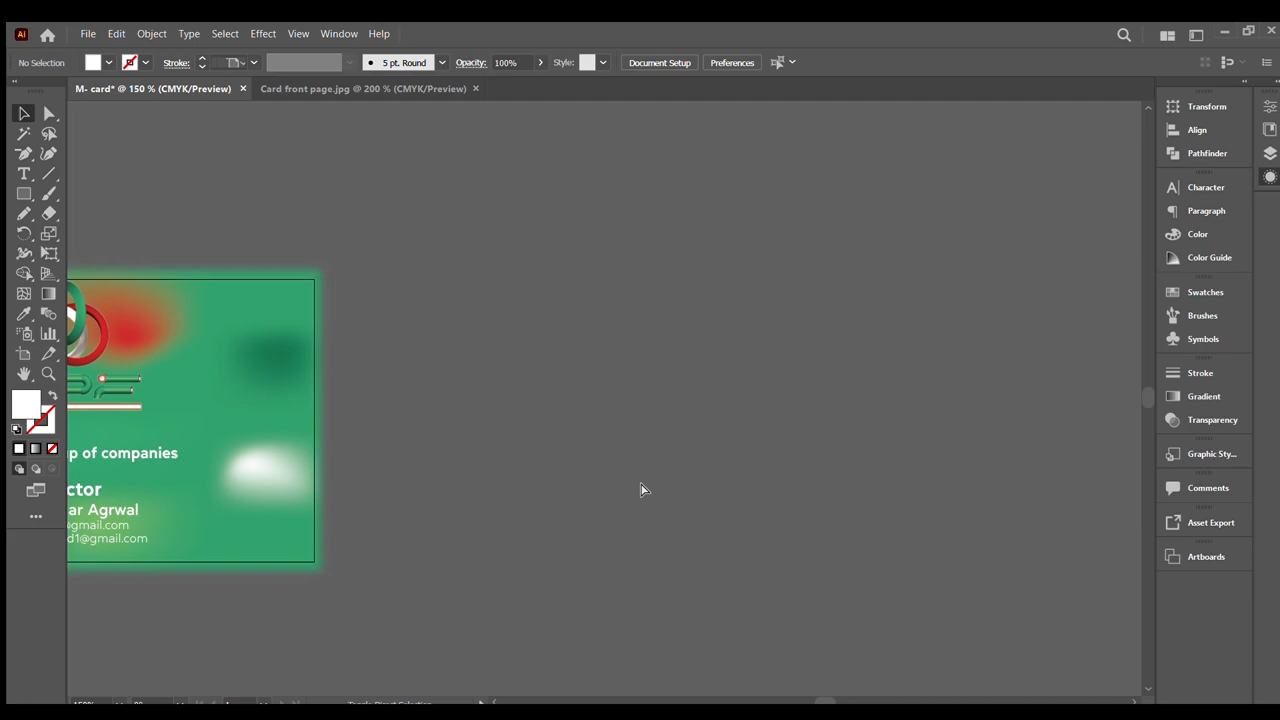 Ai File Edit Object Type Select Effect View Window Help
No Selection Stroke: 5 pt. Round Opacity: 100% Style: Document Setup Preferences
M- card* @ 150 % (CMYK/Preview) × Card front page.jpg @ 200 % (CMYK/Preview) ×
Transform
Align
Pathfinder
Character
Paragraph
Color
Color Guide
Swatches
Brushes
Symbols
Stroke
Gradient
Transparency
Graphic Sty...
Comments
Asset Export
Artboards
p of companies
ctor
ar Agrwal
@gmail.com
d1@gmail.com